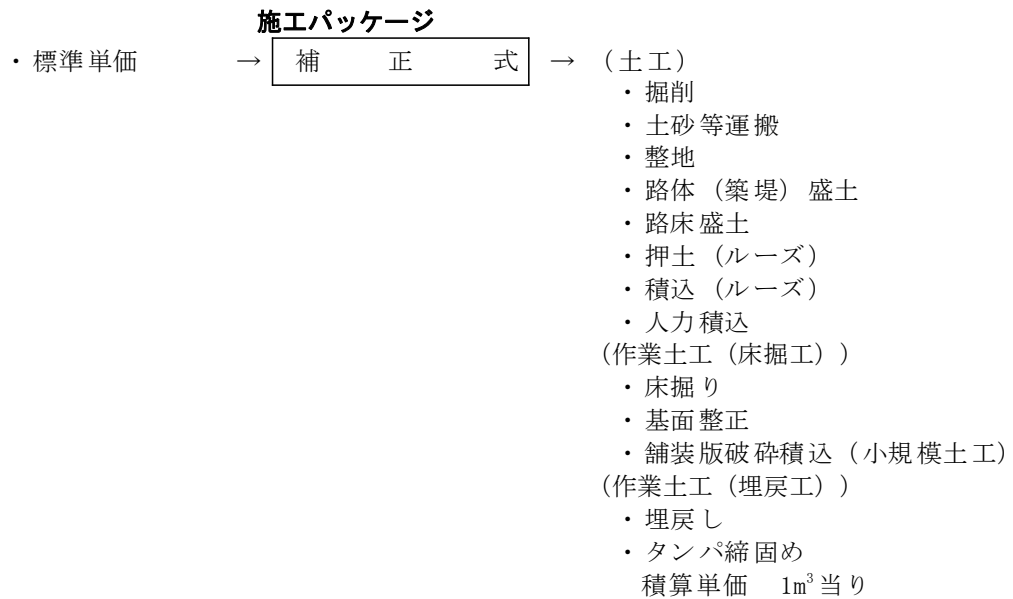 施工パッケージ
・標準単価 → 補 正 式 → (土工)
・掘削
・土砂等運搬
・整地
・路体(築堤)盛土
・路床盛土
・押土(ルーズ)
・積込(ルーズ)
・人力積込
(作業土工(床掘工))
・床掘り
・基面整正
・舗装版破砕積込(小規模土工)
(作業土工(埋戻工))
・埋戻し
・タンパ締固め
積算単価 1m³当り